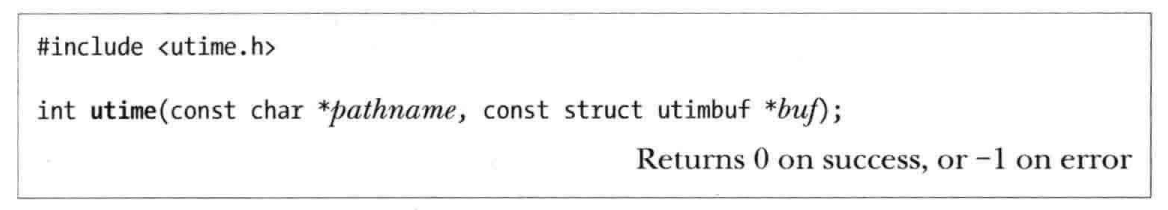 #include <utime.h>
int utime(const char *pathname, const struct utimbuf *buf);
Returns 0 on success, or −1 on error